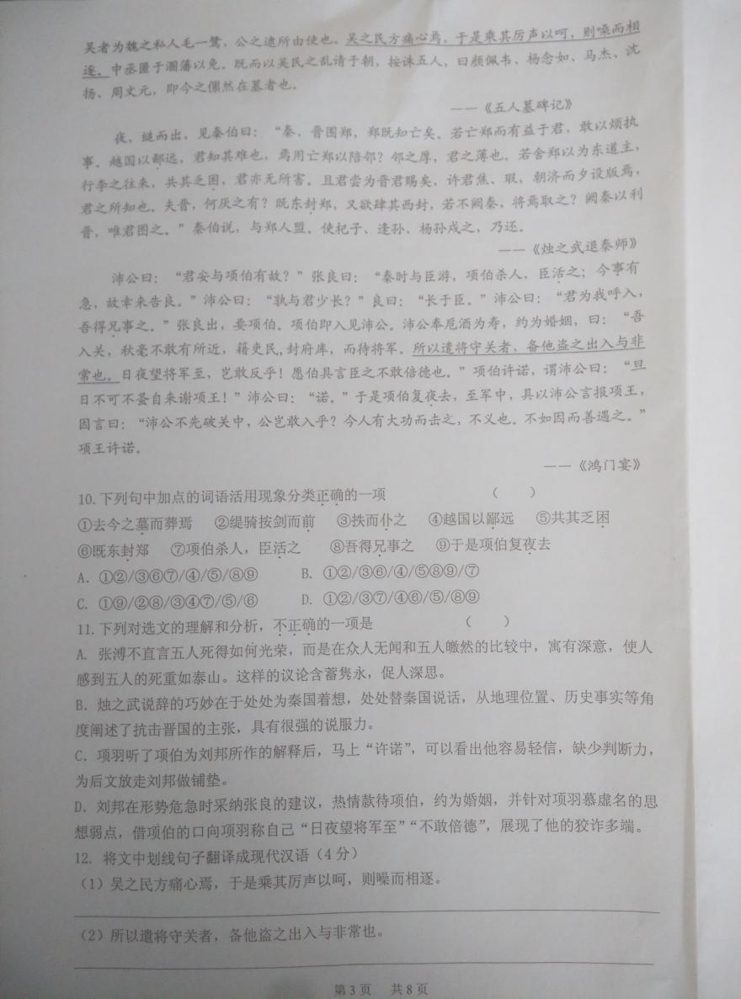 吴者为魏之私人毛一鹭，公之逮所由使也。吴之民方痛心焉，于是乘其厉声以呵，则噪而相
逐。中丞匿于溷藩以免。既而以吴民之乱请于朝，按诛五人，曰颜佩韦、杨念如、马杰、沈
扬、周文元，即今之傫然在墓者也。
——《五人墓碑记》
夜，缒而出，见秦伯曰：“秦、晋围郑，郑既知亡矣。若亡郑而有益于君，敢以烦执
事。越国以鄙远，君知其难也，焉用亡郑以陪邻？邻之厚，君之薄也。若舍郑以为东道主，
行李之往来，共其乏困，君亦无所害。且君尝为晋君赐矣，许君焦、瑕，朝济而夕设版焉，
君之所知也。夫晋，何厌之有？既东封郑，又欲肆其西封，若不阙秦，将焉取之？阙秦以利
晋，唯君图之。”秦伯说，与郑人盟。使杞子、逢孙、杨孙戍之，乃还。
——《烛之武退秦师》
沛公曰：“君安与项伯有故？”张良曰：“秦时与臣游，项伯杀人，臣活之；今事有
急，故幸来告良。”沛公曰：“孰与君少长？”良曰：“长于臣。”沛公曰：“君为我呼入，
吾得兄事之。”张良出，要项伯。项伯即入见沛公。沛公奉卮酒为寿，约为婚姻，曰：“吾
入关，秋毫不敢有所近，籍吏民,封府库，而待将军。所以遣将守关者，备他盗之出入与非
常也。日夜望将军至，岂敢反乎！愿伯具言臣之不敢倍德也。”项伯许诺，谓沛公曰：“旦
日不可不蚤自来谢项王！”沛公曰：“诺。”于是项伯复夜去，至军中，具以沛公言报项王，
因言曰：“沛公不先破关中，公岂敢入乎？今人有大功而击之，不义也。不如因而善遇之。”
项王许诺。
——《鸿门宴》
10.下列句中加点的词语活用现象分类正确的一项（ ）
①去今之墓而葬焉 ②缇骑按剑而前 ③抶而仆之 ④越国以鄙远 ⑤共其乏困
⑥既东封郑 ⑦项伯杀人，臣活之 ⑧吾得兄事之 ⑨于是项伯复夜去
A. ①②/③⑥⑦/④/⑤/⑧⑨ B. ①②/③⑥/④/⑤⑧⑨/⑦
C. ①⑨/②⑧/③④⑦/⑤/⑥ D. ①②/③⑦/④⑥/⑤/⑧⑨
11.下列对选文的理解和分析，不正确的一项是（ ）
A. 张溥不直言五人死得如何光荣，而是在众人无闻和五人皦然的比较中，寓有深意，使人
感到五人的死重如泰山。这样的议论含蓄隽永，促人深思。
B. 烛之武说辞的巧妙在于处处为秦国着想，处处替秦国说话，从地理位置、历史事实等角
度阐述了抗击晋国的主张，具有很强的说服力。
C. 项羽听了项伯为刘邦所作的解释后，马上“许诺”，可以看出他容易轻信，缺少判断力，
为后文放走刘邦做铺垫。
D. 刘邦在形势危急时采纳张良的建议，热情款待项伯，约为婚姻，并针对项羽慕虚名的思
想弱点，借项伯的口向项羽称自己“日夜望将军至”“不敢倍德”，展现了他的狡诈多端。
12. 将文中划线句子翻译成现代汉语（4 分）
（1）吴之民方痛心焉，于是乘其厉声以呵，则噪而相逐。
（2）所以遣将守关者，备他盗之出入与非常也。
第 3 页 共 8 页